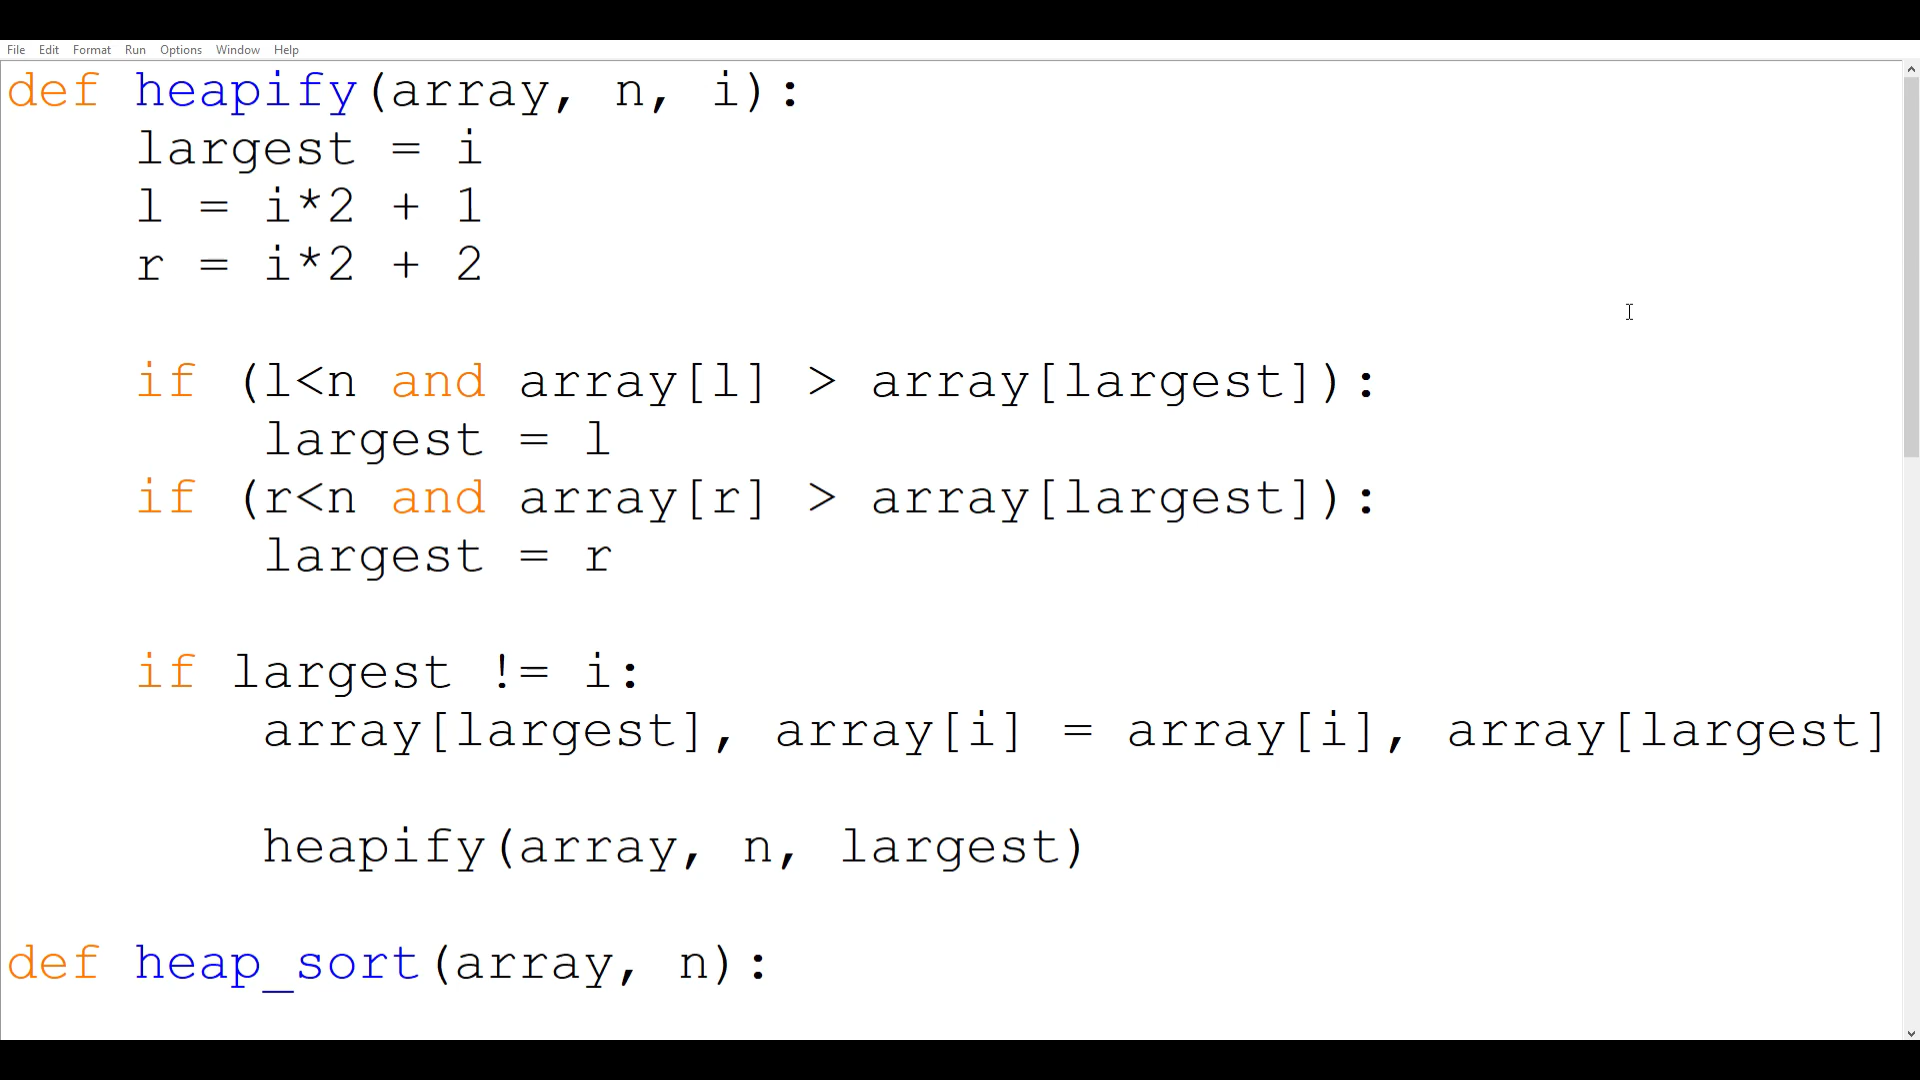 File Edit Format Run Options Window Help
def heapify(array, n, i):
    largest = i
    l = i*2 + 1
    r = i*2 + 2
    if (l<n and array[l] > array[largest]):
        largest = l
    if (r<n and array[r] > array[largest]):
        largest = r
    if largest != i:
        array[largest], array[i] = array[i], array[largest]
        heapify(array, n, largest)
def heap_sort(array, n):